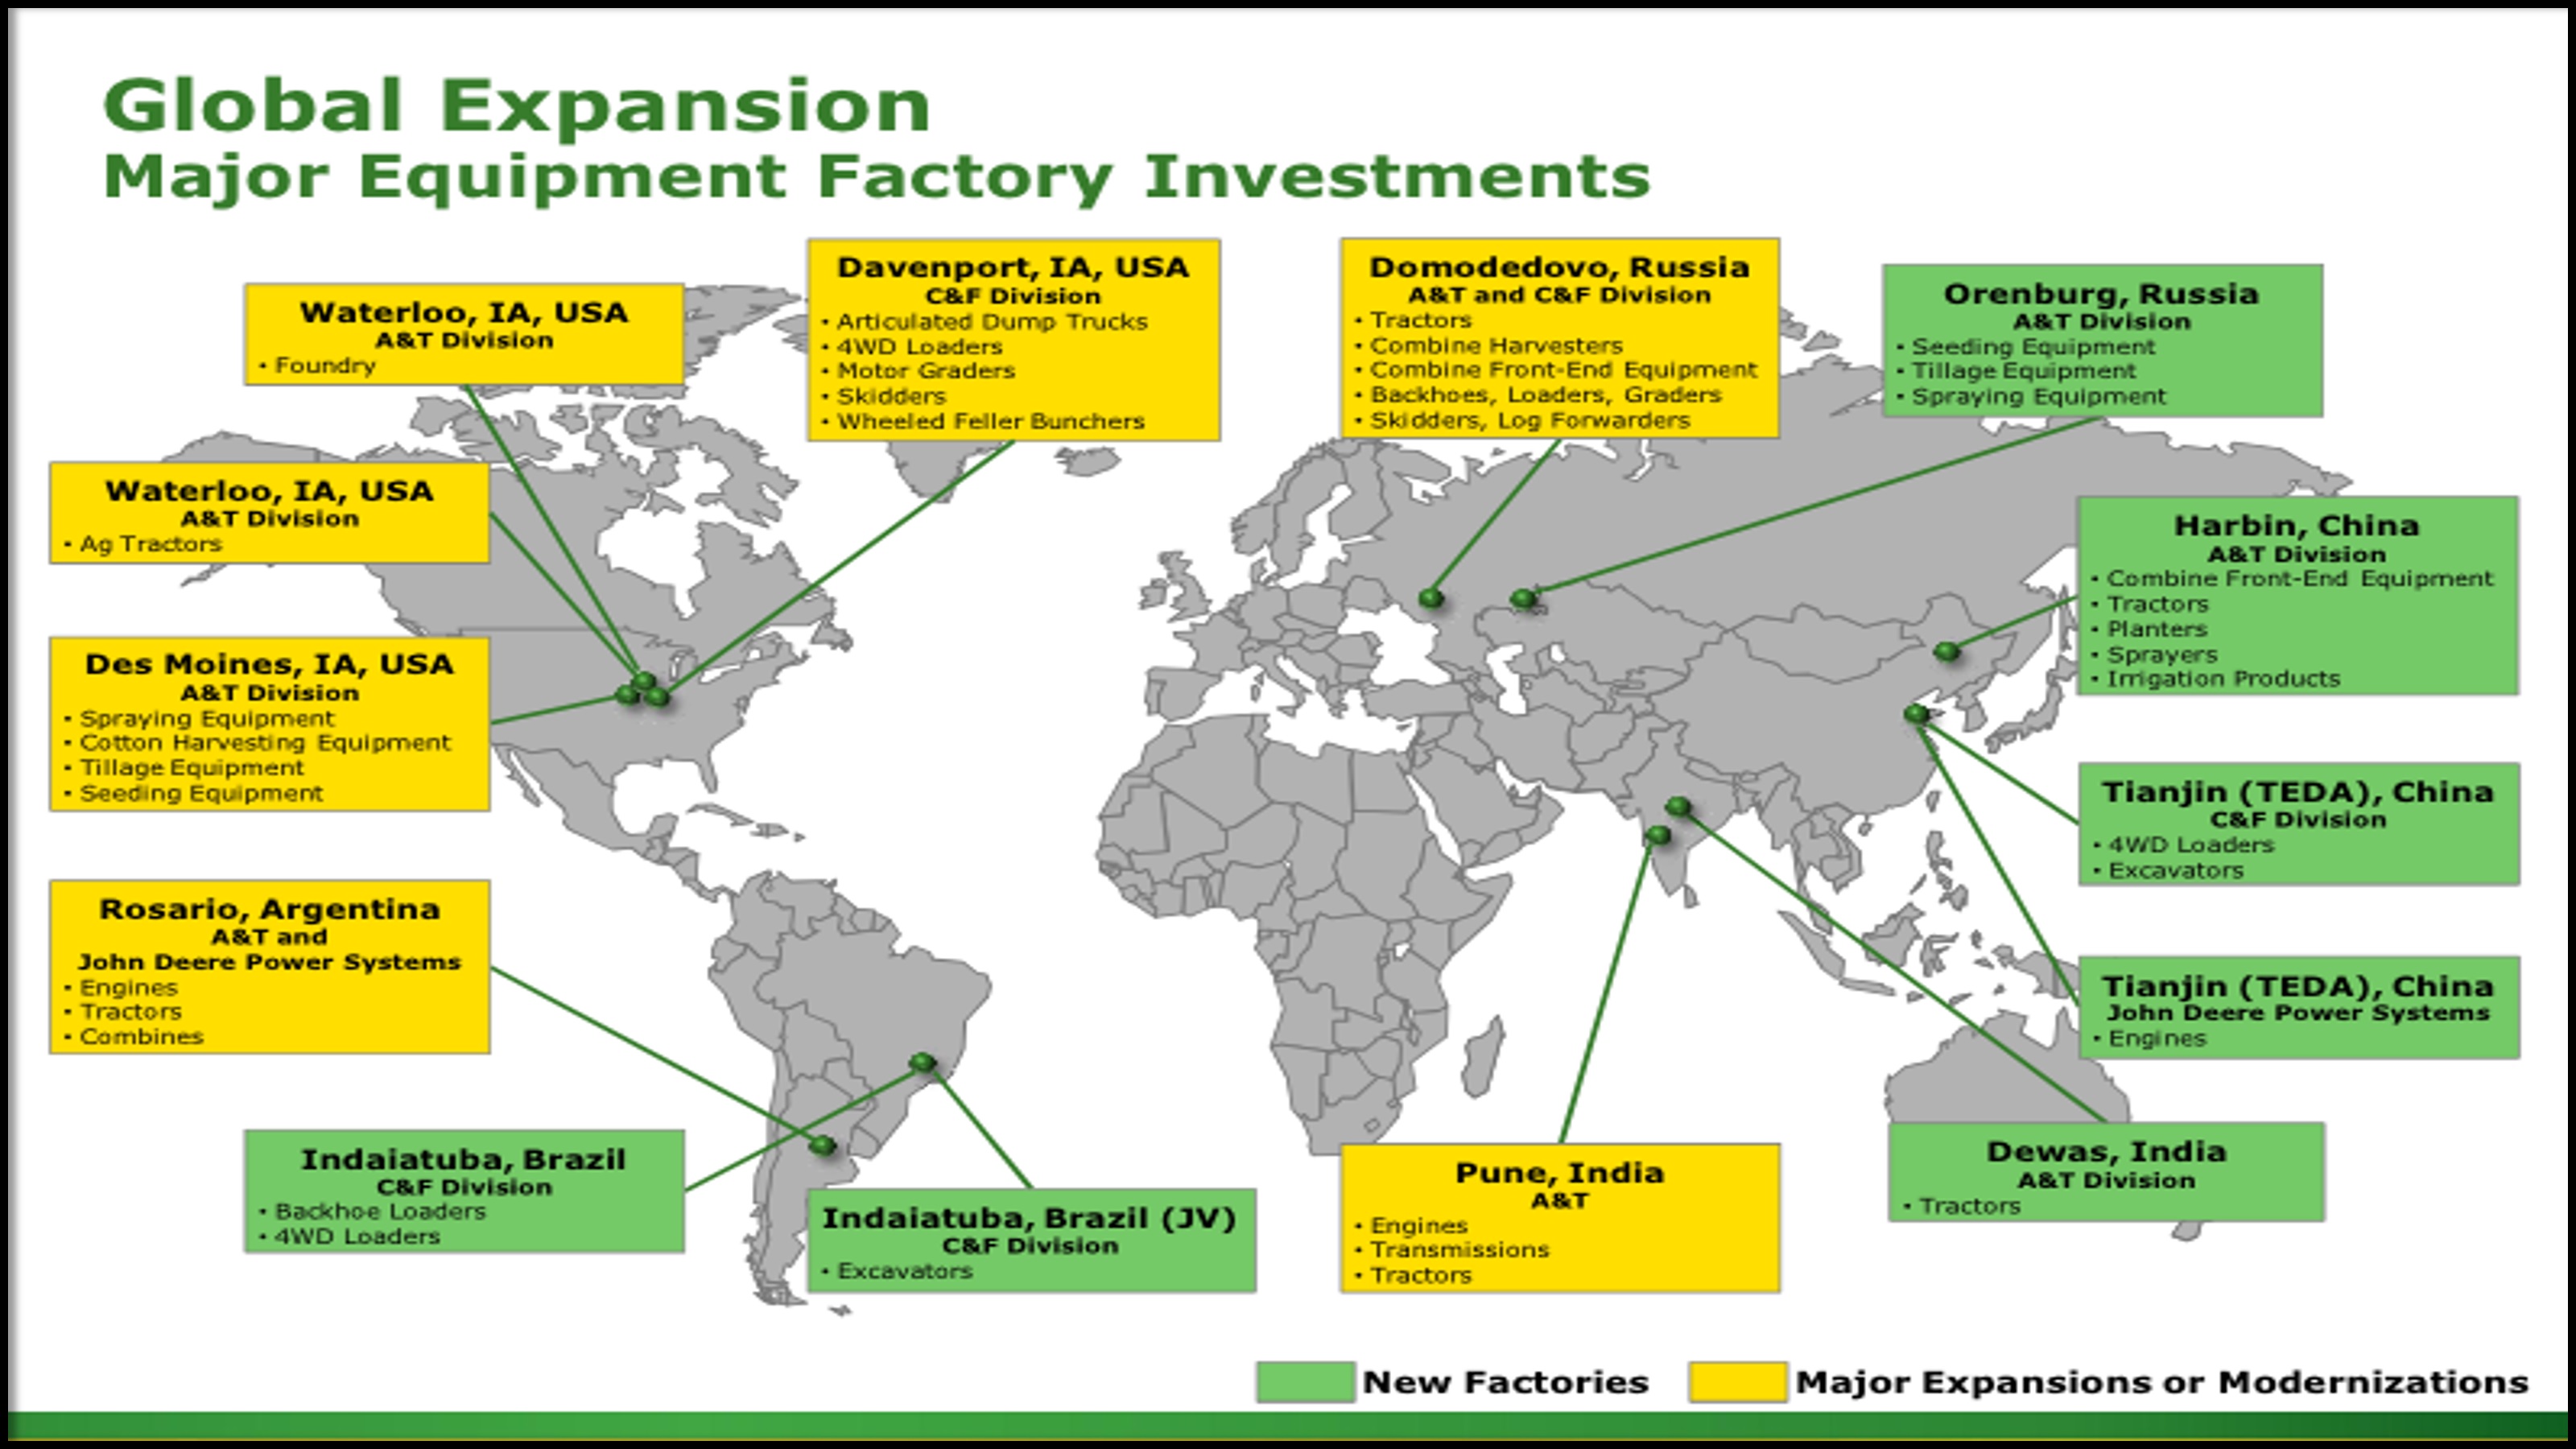 Global Expansion
Major Equipment Factory Investments
Waterloo, IA, USA
A&T Division
• Foundry
Davenport, IA, USA
C&F Division
• Articulated Dump Trucks
• 4WD Loaders
• Motor Graders
• Skidders
• Wheeled Feller Bunchers
Domodedovo, Russia
A&T and C&F Division
• Tractors
• Combine Harvesters
• Combine Front-End Equipment
• Backhoes, Loaders, Graders
• Skidders, Log Forwarders
Orenburg, Russia
A&T Division
• Seeding Equipment
• Tillage Equipment
• Spraying Equipment
Waterloo, IA, USA
A&T Division
• Ag Tractors
Harbin, China
A&T Division
• Combine Front-End Equipment
• Tractors
• Planters
• Sprayers
• Irrigation Products
Des Moines, IA, USA
A&T Division
• Spraying Equipment
• Cotton Harvesting Equipment
• Tillage Equipment
• Seeding Equipment
Tianjin (TEDA), China
C&F Division
• 4WD Loaders
• Excavators
Rosario, Argentina
A&T and
John Deere Power Systems
• Engines
• Tractors
• Combines
Tianjin (TEDA), China
John Deere Power Systems
• Engines
Indaiatuba, Brazil
C&F Division
• Backhoe Loaders
• 4WD Loaders
Indaiatuba, Brazil (JV)
C&F Division
• Excavators
Pune, India
A&T
• Engines
• Transmissions
• Tractors
Dewas, India
A&T Division
• Tractors
New Factories
Major Expansions or Modernizations